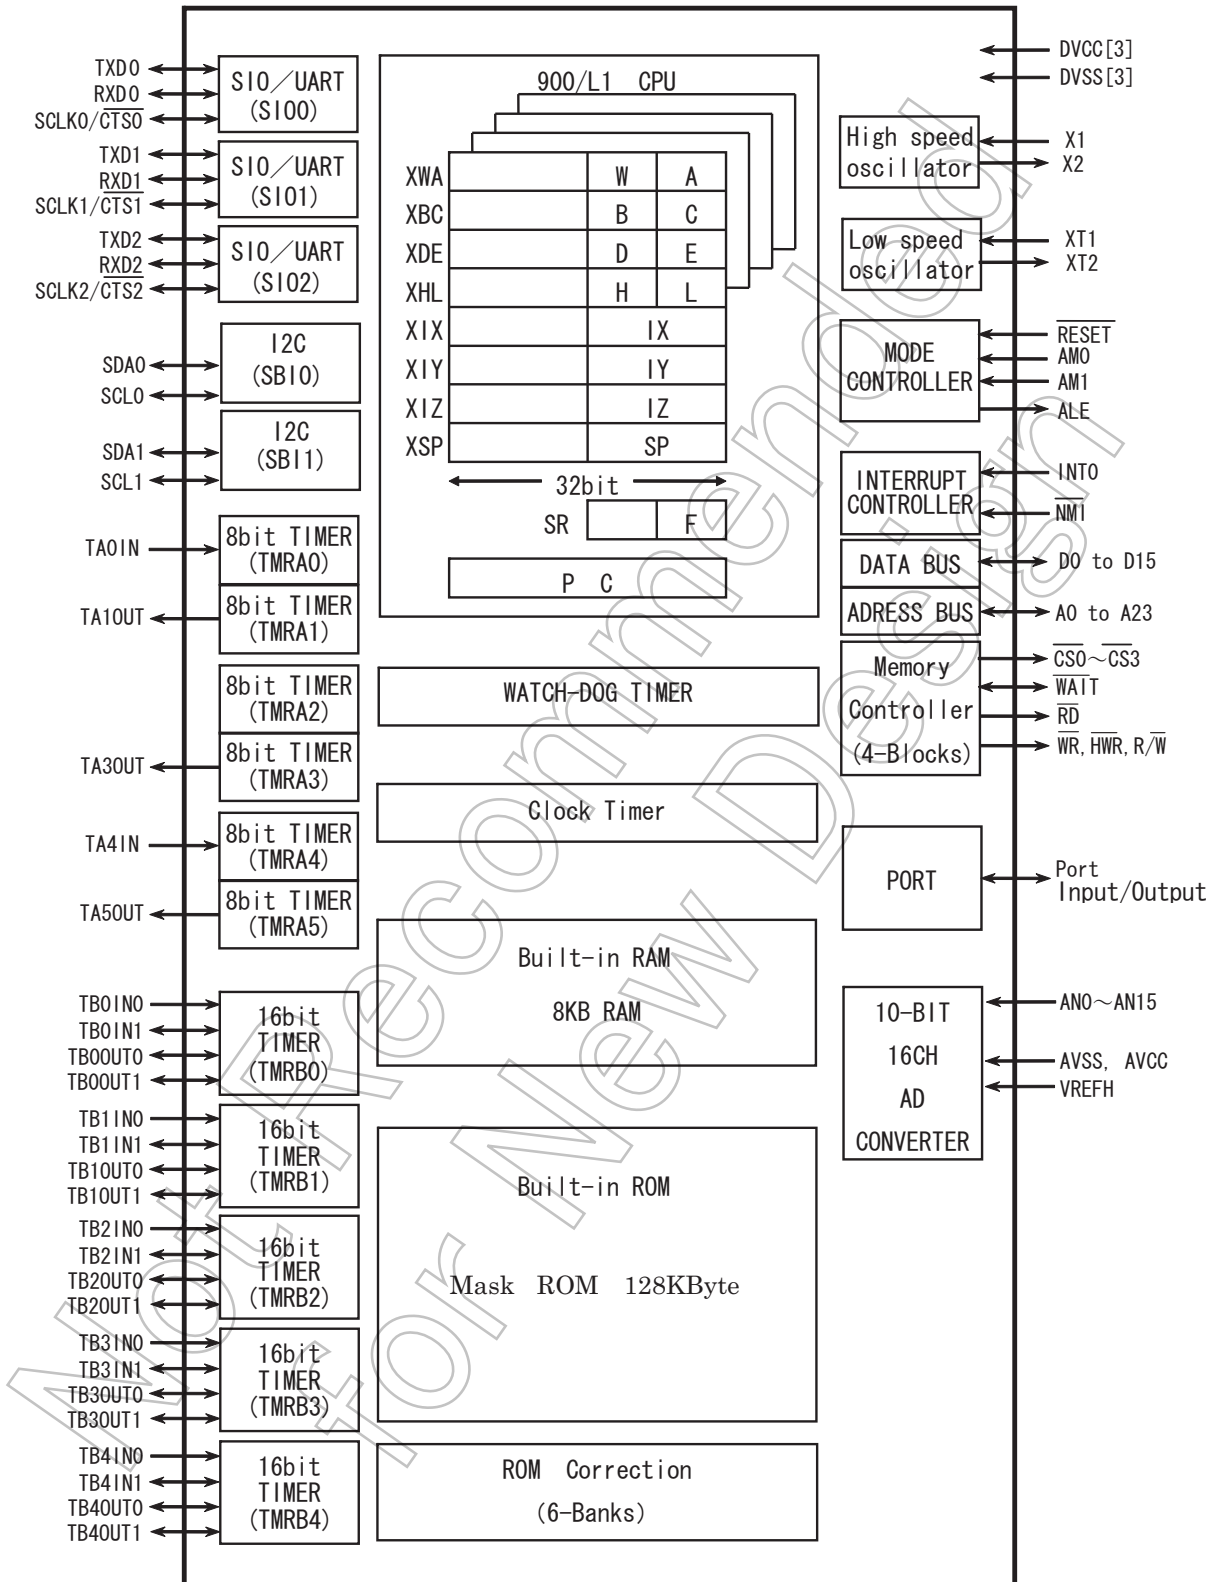 TXD0
RXD0
SCLK0/CTS0
SIO/UART
(SIO0)
TXD1
RXD1
SCLK1/CTS1
SIO/UART
(SIO1)
TXD2
RXD2
SCLK2/CTS2
SIO/UART
(SIO2)
SDA0
SCL0
I2C
(SBI0)
SDA1
SCL1
I2C
(SBI1)
TA0IN
8bit TIMER
(TMRA0)
TA1OUT
8bit TIMER
(TMRA1)
8bit TIMER
(TMRA2)
TA3OUT
8bit TIMER
(TMRA3)
TA4IN
8bit TIMER
(TMRA4)
TA5OUT
8bit TIMER
(TMRA5)
TB0IN0
TB0IN1
TB0OUT0
TB0OUT1
16bit
TIMER
(TMRB0)
TB1IN0
TB1IN1
TB1OUT0
TB1OUT1
16bit
TIMER
(TMRB1)
TB2IN0
TB2IN1
TB2OUT0
TB2OUT1
16bit
TIMER
(TMRB2)
TB3IN0
TB3IN1
TB3OUT0
TB3OUT1
16bit
TIMER
(TMRB3)
TB4IN0
TB4IN1
TB4OUT0
TB4OUT1
16bit
TIMER
(TMRB4)
900/L1 CPU
XWA W A
XBC B C
XDE D E
XHL H L
XIX IX
XIY IY
XIZ IZ
XSP SP
32bit
SR F
P C
WATCH-DOG TIMER
Clock Timer
Built-in RAM
8KB RAM
Built-in ROM
Mask ROM 128KByte
ROM Correction
(6-Banks)
DVCC[3]
DVSS[3]
High speed
oscillator
X1
X2
Low speed
oscillator
XT1
XT2
MODE
CONTROLLER
RESET
AM0
AM1
ALE
INTERRUPT
CONTROLLER
INT0
NMI
DATA BUS
D0 to D15
ADRESS BUS
A0 to A23
Memory
Controller
(4-Blocks)
CS0～CS3
WAIT
RD
WR, HWR, R/W
PORT
Port
Input/Output
10-BIT
16CH
AD
CONVERTER
AN0～AN15
AVSS, AVCC
VREFH
Not Recommended
for New Design